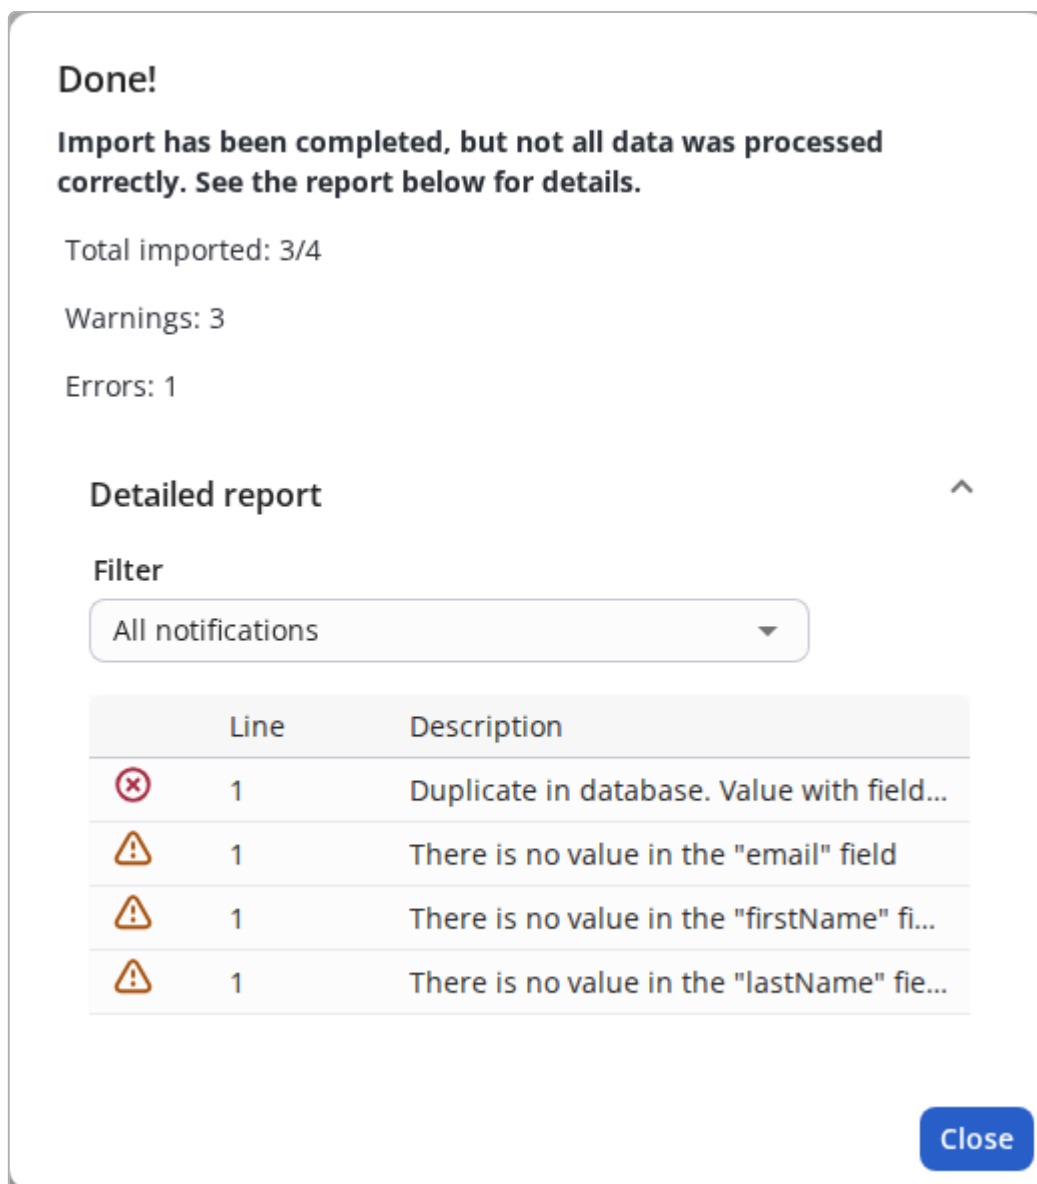 Done!
Import has been completed, but not all data was processed
correctly. See the report below for details.
Total imported: 3/4
Warnings: 3
Errors: 1
Detailed report
Filter
All notifications
Line Description
1 Duplicate in database. Value with field...
1 There is no value in the "email" field
1 There is no value in the "firstName" fi...
1 There is no value in the "lastName" fie...
Close